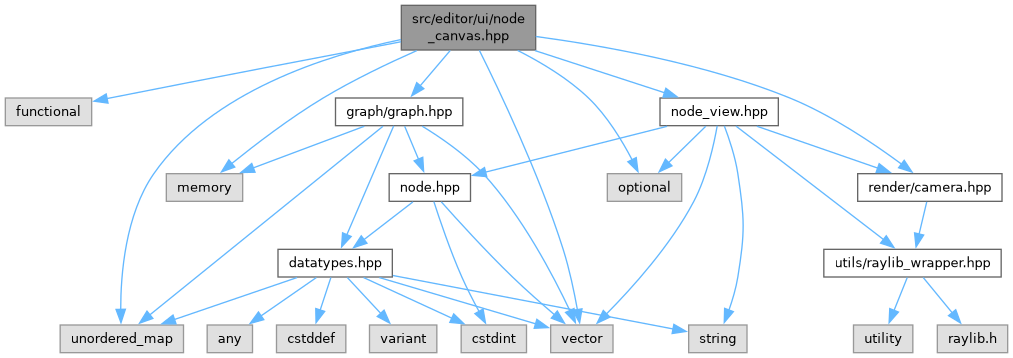 src/editor/ui/node
_canvas.hpp
functional
graph/graph.hpp
node_view.hpp
memory
node.hpp
optional
render/camera.hpp
datatypes.hpp
utils/raylib_wrapper.hpp
unordered_map
any
cstddef
variant
cstdint
vector
string
utility
raylib.h